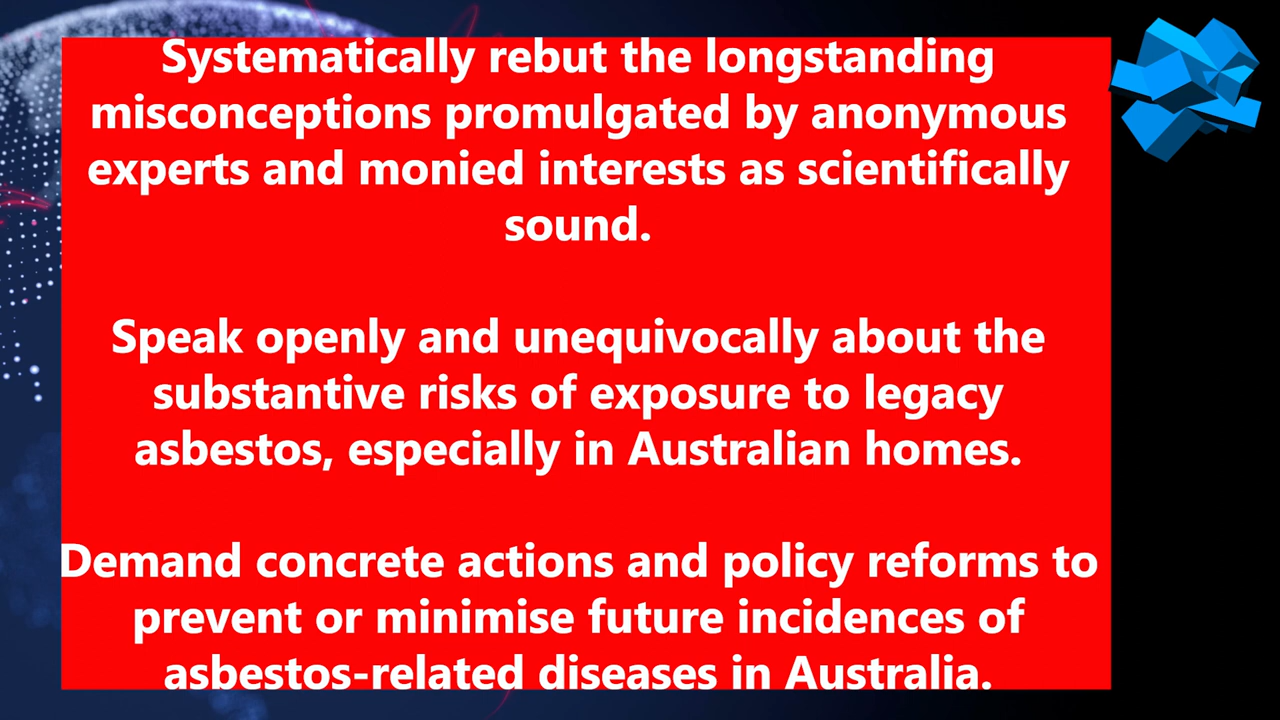 Systematically rebut the longstanding
misconceptions promulgated by anonymous
experts and monied interests as scientifically
sound.
Speak openly and unequivocally about the
substantive risks of exposure to legacy
asbestos, especially in Australian homes.
Demand concrete actions and policy reforms to
prevent or minimise future incidences of
asbestos-related diseases in Australia.